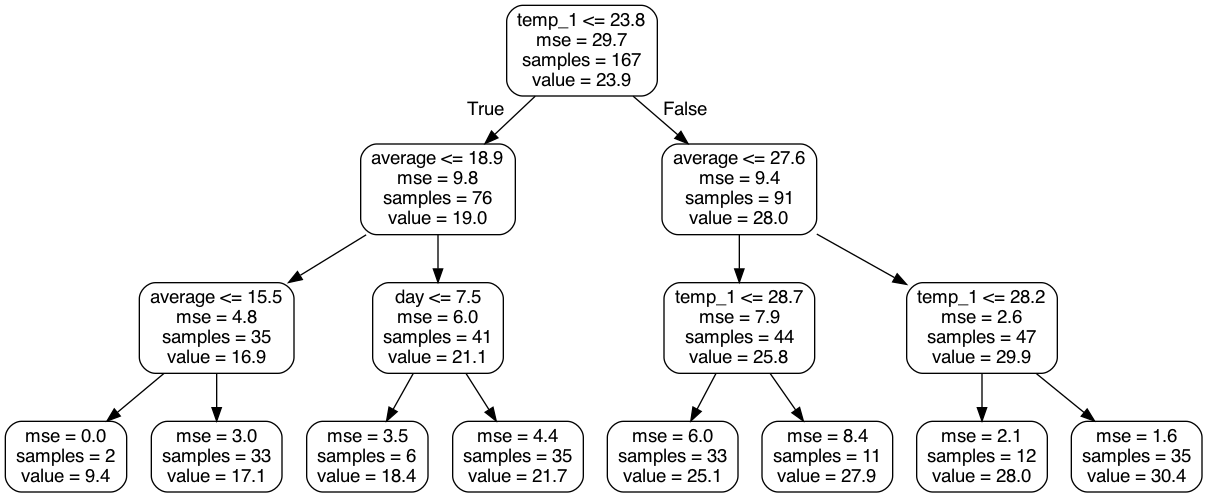 temp_1 <= 23.8
mse = 29.7
samples = 167
value = 23.9
True
False
average <= 18.9
mse = 9.8
samples = 76
value = 19.0
average <= 27.6
mse = 9.4
samples = 91
value = 28.0
average <= 15.5
mse = 4.8
samples = 35
value = 16.9
day <= 7.5
mse = 6.0
samples = 41
value = 21.1
temp_1 <= 28.7
mse = 7.9
samples = 44
value = 25.8
temp_1 <= 28.2
mse = 2.6
samples = 47
value = 29.9
mse = 0.0
samples = 2
value = 9.4
mse = 3.0
samples = 33
value = 17.1
mse = 3.5
samples = 6
value = 18.4
mse = 4.4
samples = 35
value = 21.7
mse = 6.0
samples = 33
value = 25.1
mse = 8.4
samples = 11
value = 27.9
mse = 2.1
samples = 12
value = 28.0
mse = 1.6
samples = 35
value = 30.4